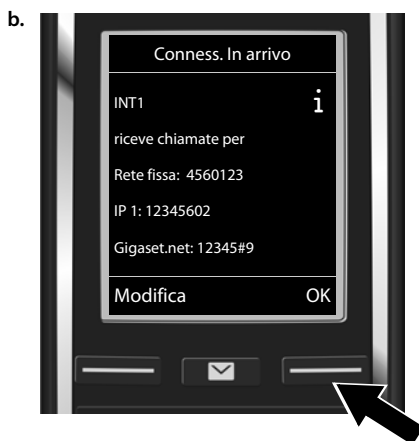 b.
Conness. In arrivo
INT1
i
riceve chiamate per
Rete fissa: 4560123
IP 1: 12345602
Gigaset.net: 12345#9
Modifica OK